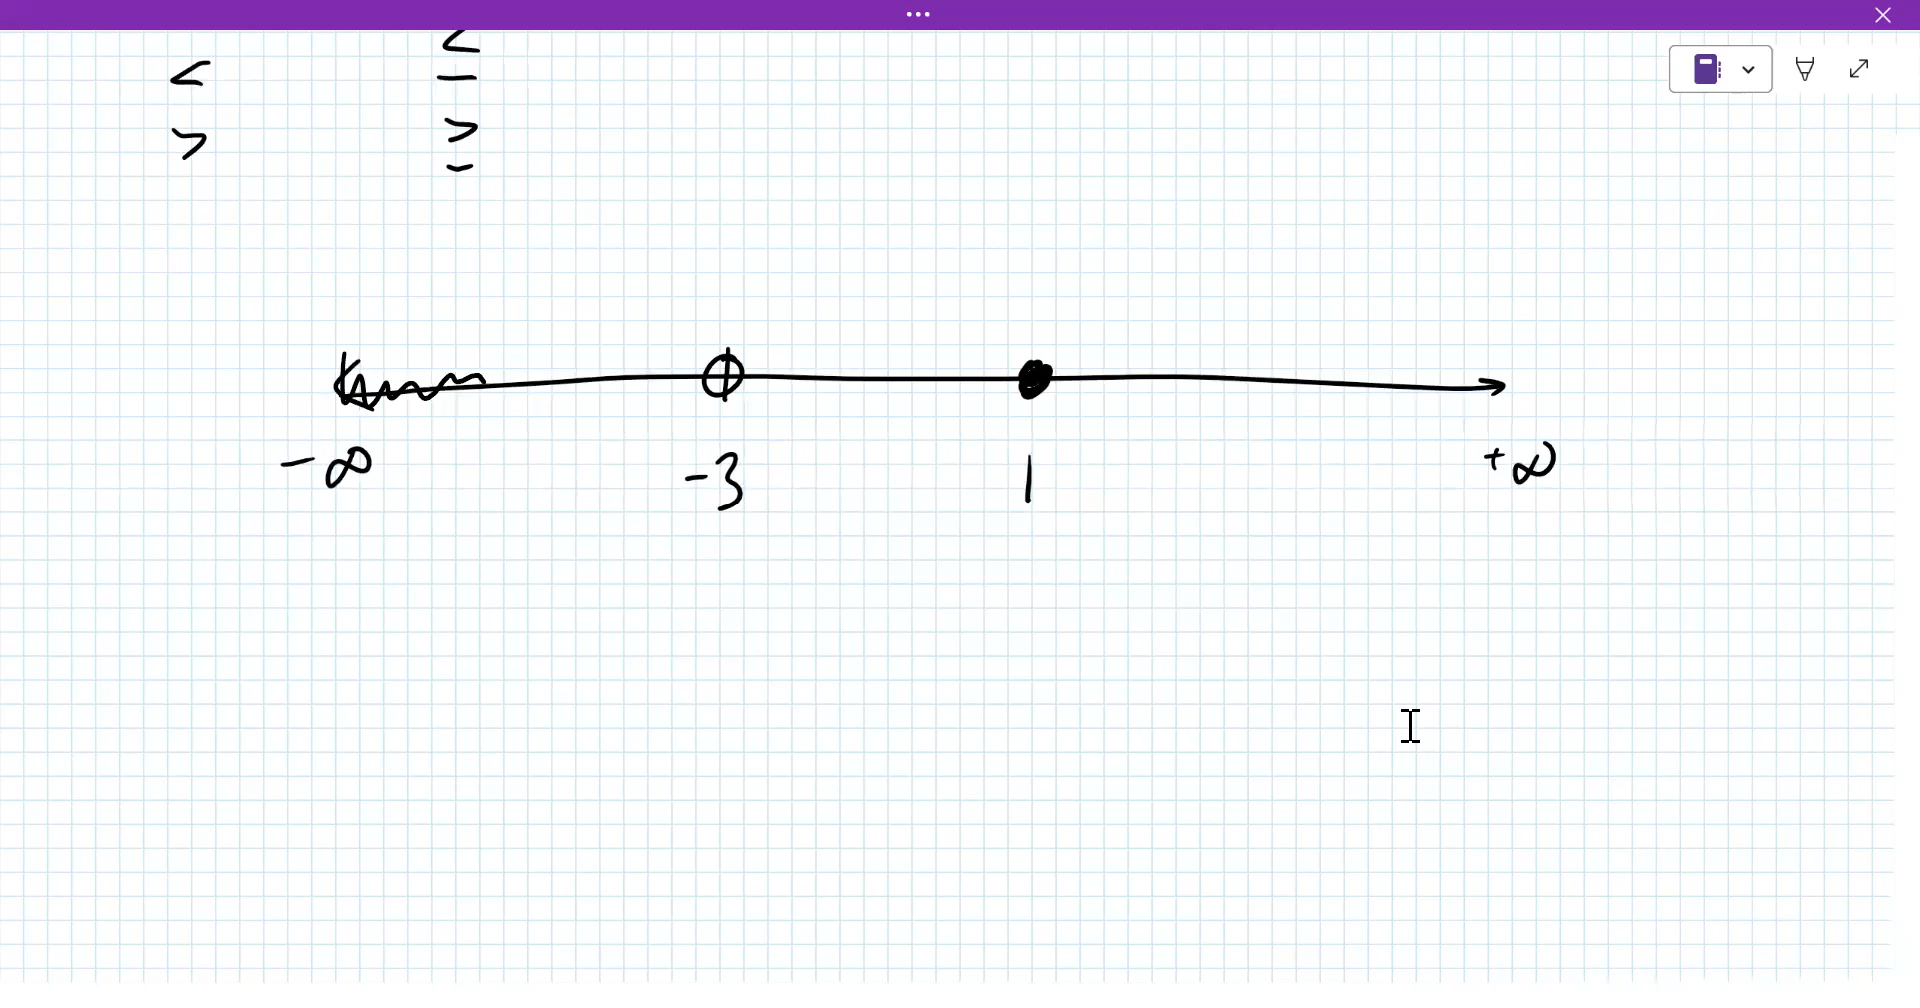 < ≤
> ≥
-∞ -3 1 +∞